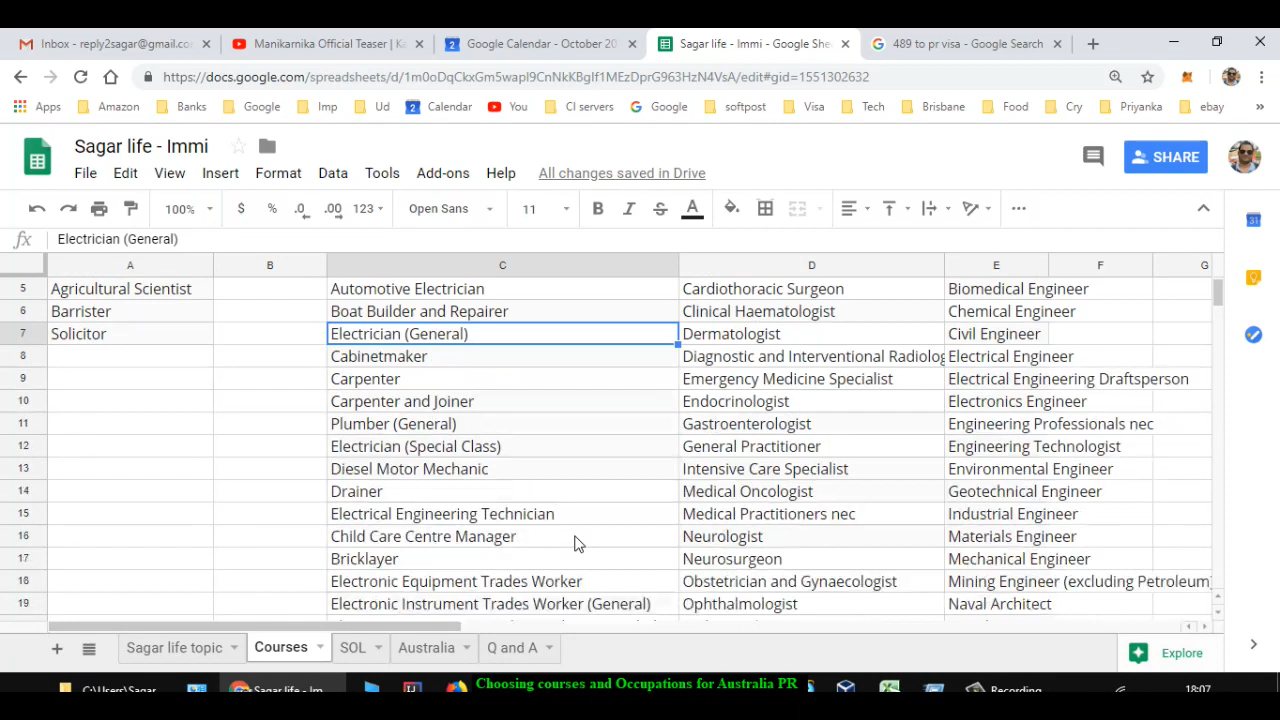 Inbox - reply2sagar@gmail.co
Manikarnika Official Teaser | Ka
Google Calendar - October 20
Sagar life - Immi - Google She
489 to pr visa - Google Search
https://docs.google.com/spreadsheets/d/1m0oDqCkxGm5wapI9CnNkKBgIf1MEzDprG963HzN4VsA/edit#gid=1551302632
Apps Amazon Banks Google Imp Ud Calendar You CI servers Google softpost Visa Tech Brisbane Food Cry Priyanka ebay »
Sagar life - Immi
SHARE
File Edit View Insert Format Data Tools Add-ons Help All changes saved in Drive
100% $ % .0 .00 123 Open Sans 11 B I S A
fx Electrician (General)
A B C D E F G
5 Agricultural Scientist Automotive Electrician Cardiothoracic Surgeon Biomedical Engineer
6 Barrister Boat Builder and Repairer Clinical Haematologist Chemical Engineer
7 Solicitor Electrician (General) Dermatologist Civil Engineer
8 Cabinetmaker Diagnostic and Interventional Radiolog Electrical Engineer
9 Carpenter Emergency Medicine Specialist Electrical Engineering Draftsperson
10 Carpenter and Joiner Endocrinologist Electronics Engineer
11 Plumber (General) Gastroenterologist Engineering Professionals nec
12 Electrician (Special Class) General Practitioner Engineering Technologist
13 Diesel Motor Mechanic Intensive Care Specialist Environmental Engineer
14 Drainer Medical Oncologist Geotechnical Engineer
15 Electrical Engineering Technician Medical Practitioners nec Industrial Engineer
16 Child Care Centre Manager Neurologist Materials Engineer
17 Bricklayer Neurosurgeon Mechanical Engineer
18 Electronic Equipment Trades Worker Obstetrician and Gynaecologist Mining Engineer (excluding Petroleum)
19 Electronic Instrument Trades Worker (General) Ophthalmologist Naval Architect
Sagar life topic Courses SOL Australia Q and A Explore
C:\Users\Sagar Sagar life - Im Choosing courses and Occupations for Australia PR Recording 18:07